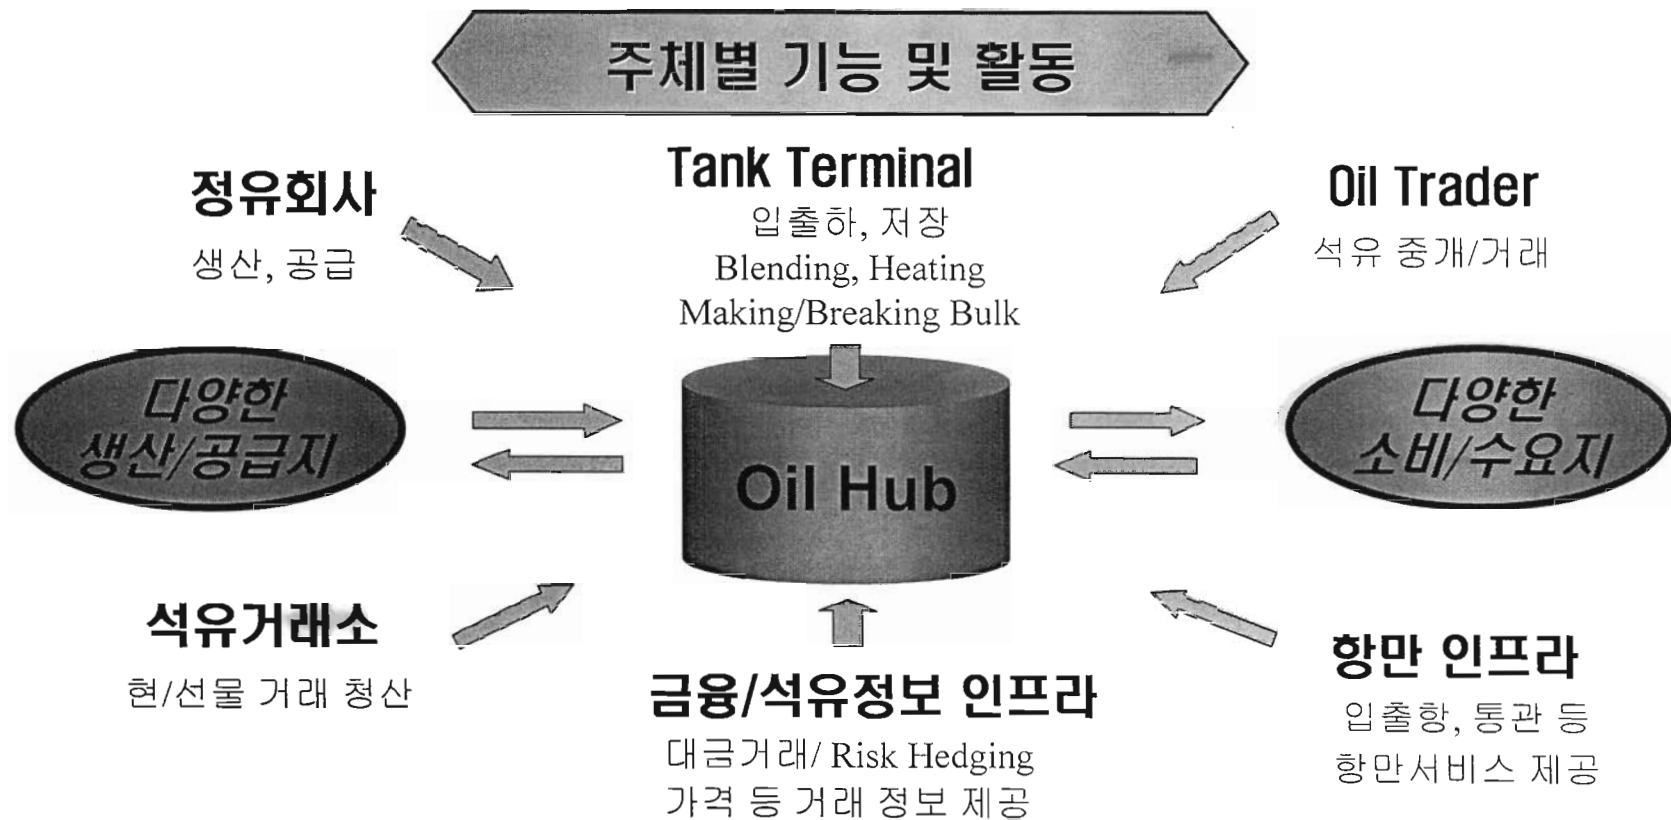 주체별 기능 및 활동
정유회사
생산, 공급
Tank Terminal
입출하, 저장
Blending, Heating
Making/Breaking Bulk
Oil Trader
석유 중개/거래
다양한
생산/공급지
Oil Hub
다양한
소비/수요지
석유거래소
현/선물 거래 청산
금융/석유정보 인프라
대금거래/ Risk Hedging
가격 등 거래 정보 제공
항만 인프라
입출항, 통관 등
항만서비스 제공